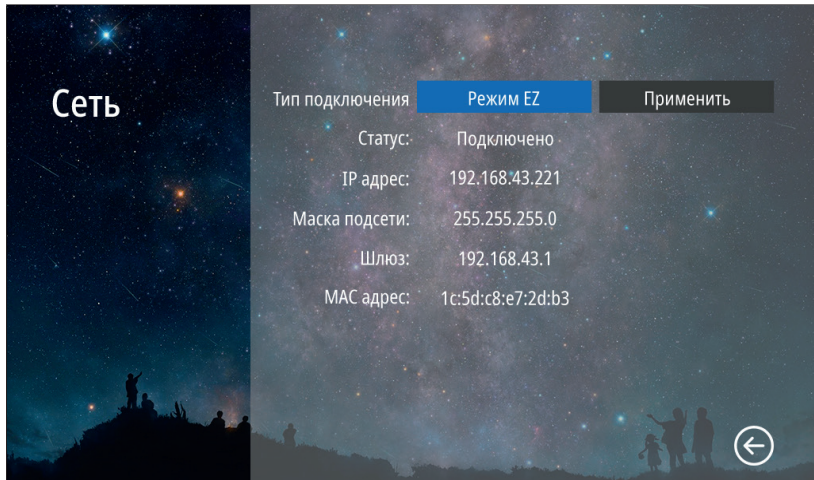 Сеть
Тип подключения Режим EZ Применить
Статус: Подключено
IP адрес: 192.168.43.221
Маска подсети: 255.255.255.0
Шлюз: 192.168.43.1
MAC адрес: 1c:5d:c8:e7:2d:b3